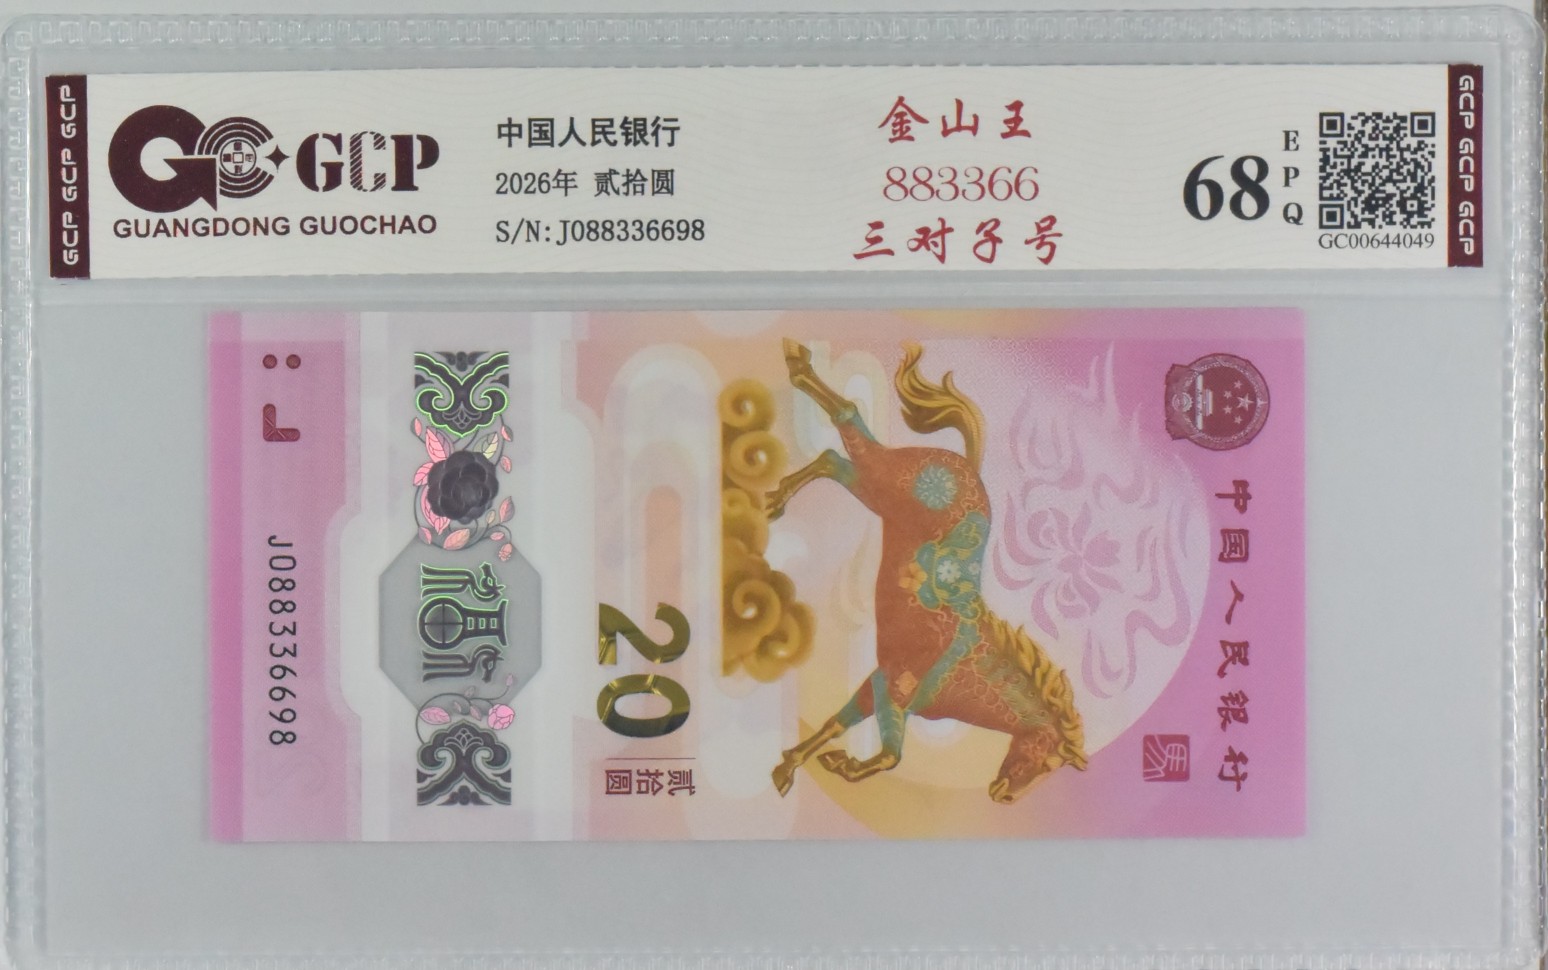 GCP GCP GCP
GCP
GUANGDONG GUOCHAO
中国人民银行
2026年 贰拾圆
S/N:J088336698
金山王
883366
三对子号
68
EPQ
GC00644049
GCP GCP GCP
J088336698
20
贰拾圆
中国人民银行